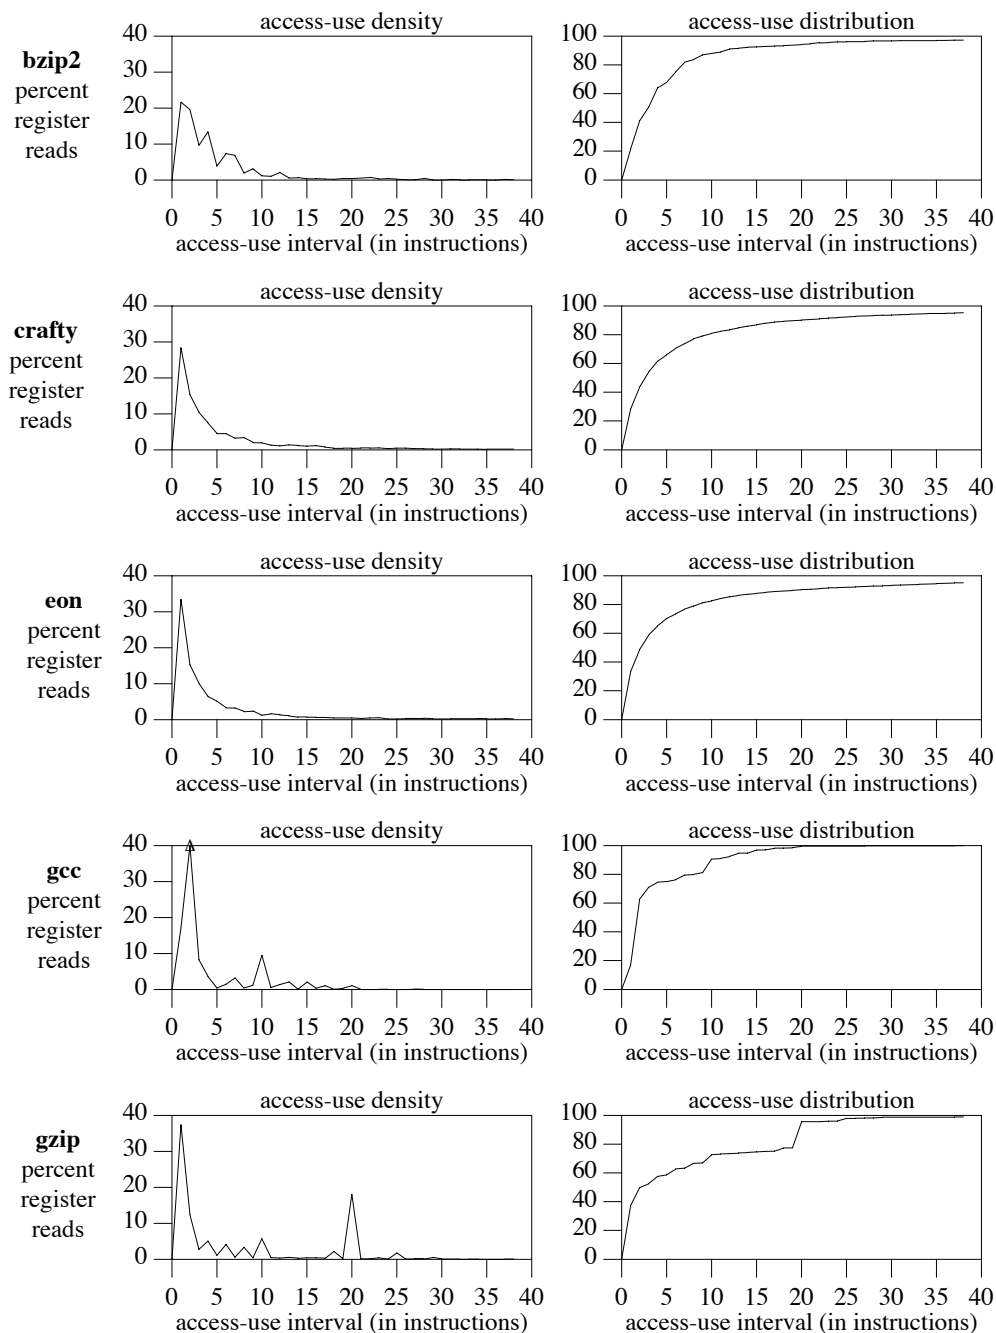 access-use density
access-use distribution
bzip2
percent
register
reads
40
30
20
10
0
0 5 10 15 20 25 30 35 40
access-use interval (in instructions)
100
80
60
40
20
0
0 5 10 15 20 25 30 35 40
access-use interval (in instructions)
access-use density
access-use distribution
crafty
percent
register
reads
40
30
20
10
0
0 5 10 15 20 25 30 35 40
access-use interval (in instructions)
100
80
60
40
20
0
0 5 10 15 20 25 30 35 40
access-use interval (in instructions)
access-use density
access-use distribution
eon
percent
register
reads
40
30
20
10
0
0 5 10 15 20 25 30 35 40
access-use interval (in instructions)
100
80
60
40
20
0
0 5 10 15 20 25 30 35 40
access-use interval (in instructions)
access-use density
access-use distribution
gcc
percent
register
reads
40
30
20
10
0
0 5 10 15 20 25 30 35 40
access-use interval (in instructions)
100
80
60
40
20
0
0 5 10 15 20 25 30 35 40
access-use interval (in instructions)
access-use density
access-use distribution
gzip
percent
register
reads
40
30
20
10
0
0 5 10 15 20 25 30 35 40
access-use interval (in instructions)
100
80
60
40
20
0
0 5 10 15 20 25 30 35 40
access-use interval (in instructions)